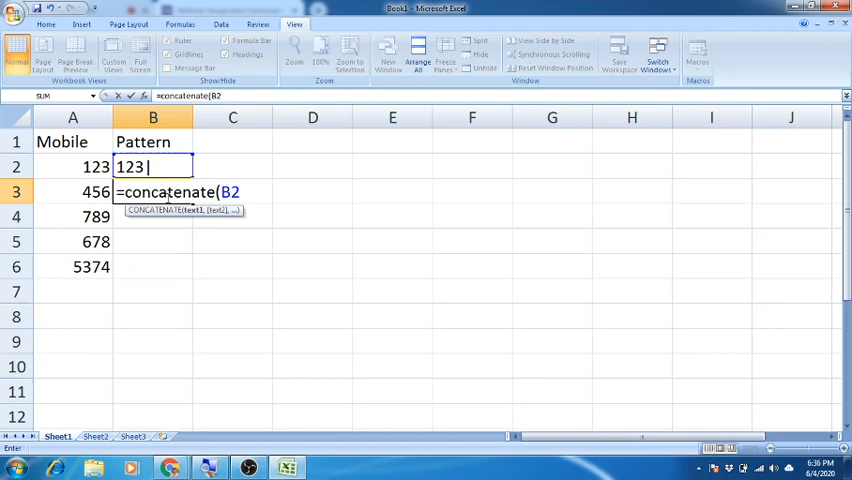 Book1 - Microsoft Excel
Home Insert Page Layout Formulas Data Review View
Normal Page Layout Page Break Preview Custom Views Full Screen
Ruler Formula Bar
Gridlines Headings
Message Bar
Zoom 100% Zoom to Selection
New Window Arrange All Freeze Panes
Split
Hide
Unhide
View Side by Side
Synchronous Scrolling
Reset Window Position
Save Workspace Switch Windows
Macros
Workbook Views Show/Hide Zoom Window Macros
SUM =concatenate(B2
A B C D E F G H I J
1 Mobile Pattern
2 123 123|
3 456 =concatenate(B2
CONCATENATE(text1, [text2], ...)
4 789
5 678
6 5374
7
8
9
10
11
12
Sheet1 Sheet2 Sheet3
Enter 200%
6:36 PM
6/4/2020